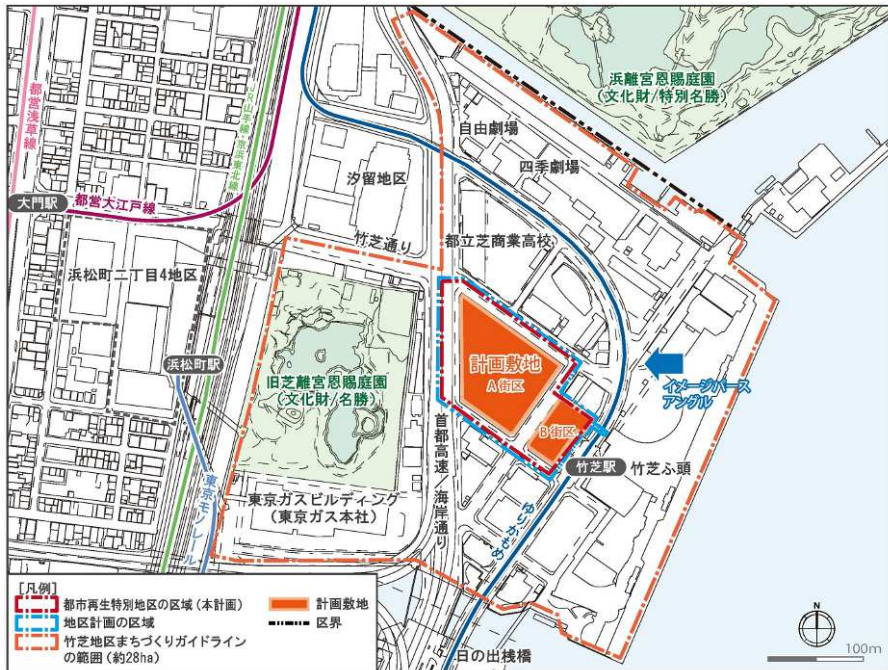 浜離宮恩賜庭園
(文化財/特別名勝)
都営浅草線
JR山手線・京浜東北線
自由劇場
四季劇場
汐留地区
大門駅
都営大江戸線
竹芝通り
都立芝商業高校
浜松町二丁目4地区
計画敷地
A街区
浜松町駅
イメージパース
アングル
旧芝離宮恩賜庭園
(文化財/名勝)
B街区
首都高速/海岸通り
竹芝駅
竹芝ふ頭
東京モノレール
東京ガスビルディング
(東京ガス本社)
ゆりかもめ
[凡例]
都市再生特別地区の区域(本計画)
計画敷地
地区計画の区域
区界
竹芝地区まちづくりガイドライン
の範囲(約28ha)
日の出桟橋
N
100m